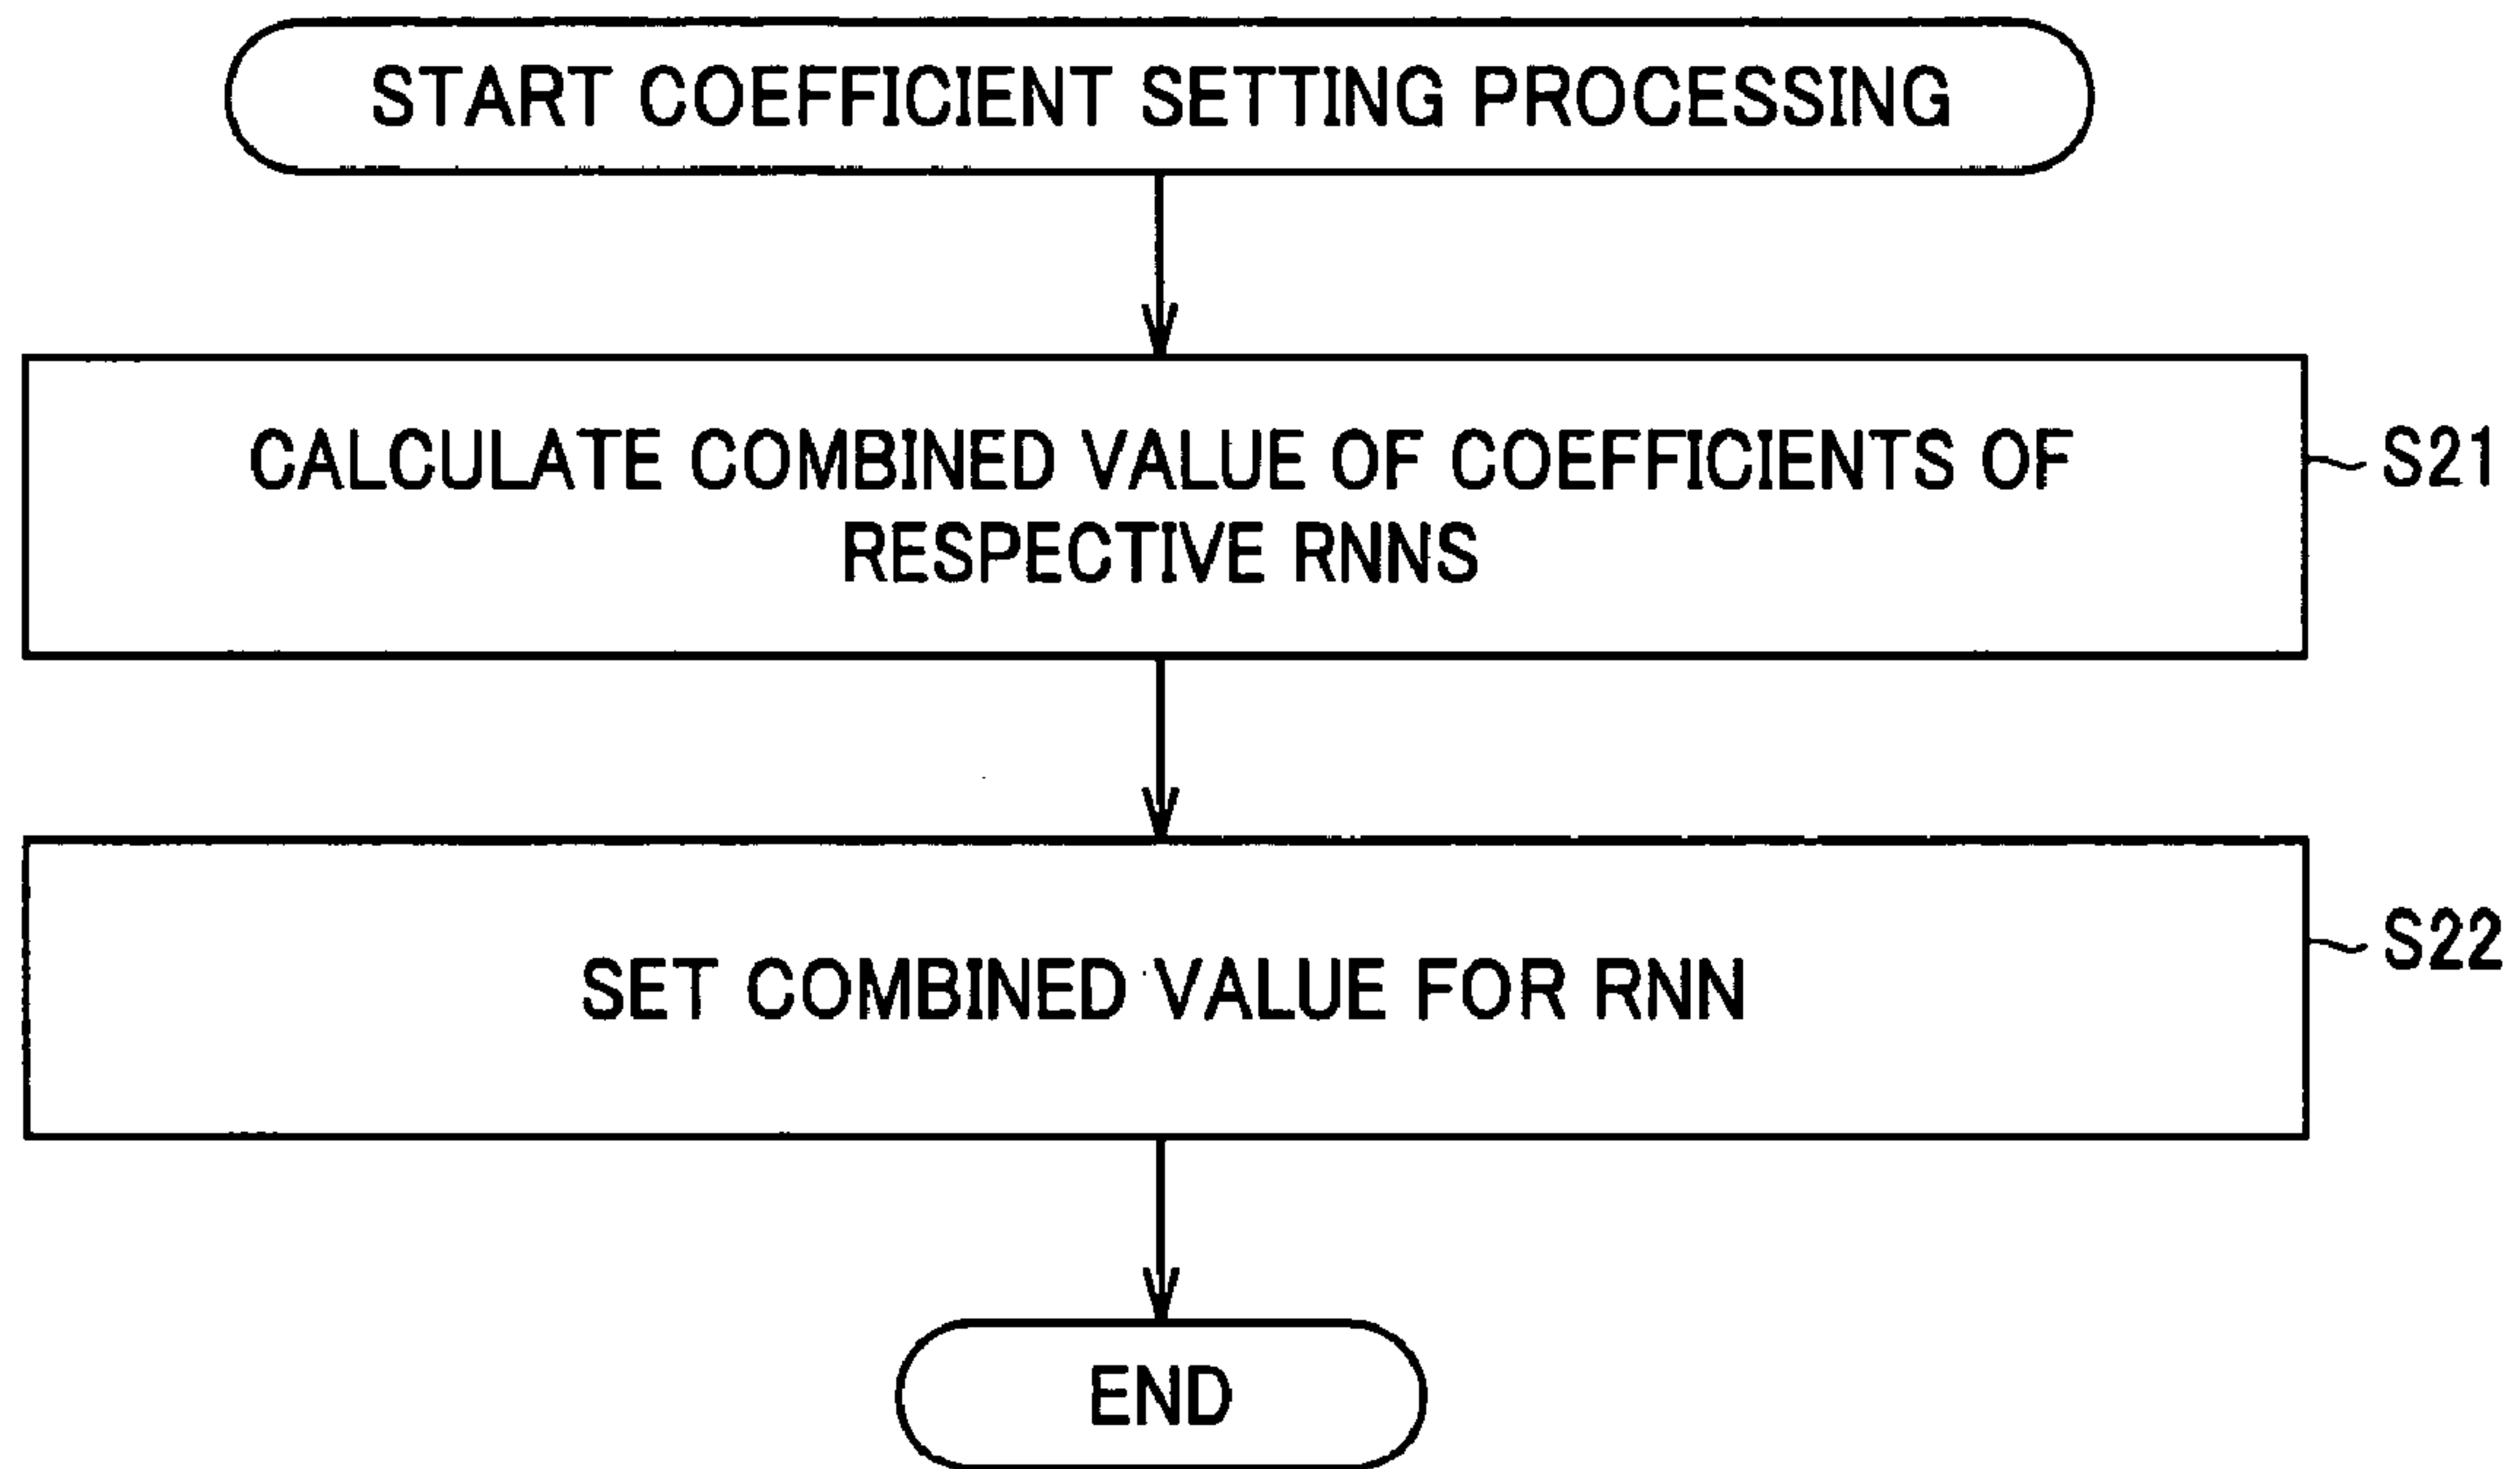 START COEFFICIENT SETTING PROCESSING
CALCULATE COMBINED VALUE OF COEFFICIENTS OF
RESPECTIVE RNNS
S21
SET COMBINED VALUE FOR RNN
S22
END